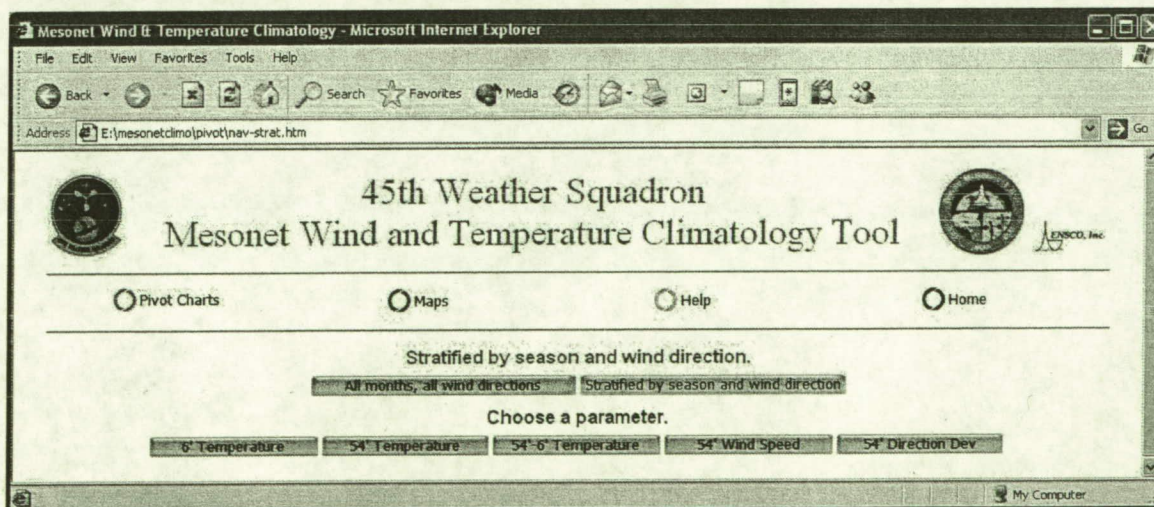 Mesonet Wind & Temperature Climatology - Microsoft Internet Explorer
File Edit View Favorites Tools Help
Back Search Favorites Media
Address E:\mesonetclimo\pivot\nav-strat.htm Go
45th Weather Squadron
Mesonet Wind and Temperature Climatology Tool
ENSCO, Inc.
Pivot Charts Maps Help Home
Stratified by season and wind direction.
All months, all wind directions Stratified by season and wind direction
Choose a parameter.
6' Temperature 54' Temperature 54'-6' Temperature 54' Wind Speed 54' Direction Dev
My Computer